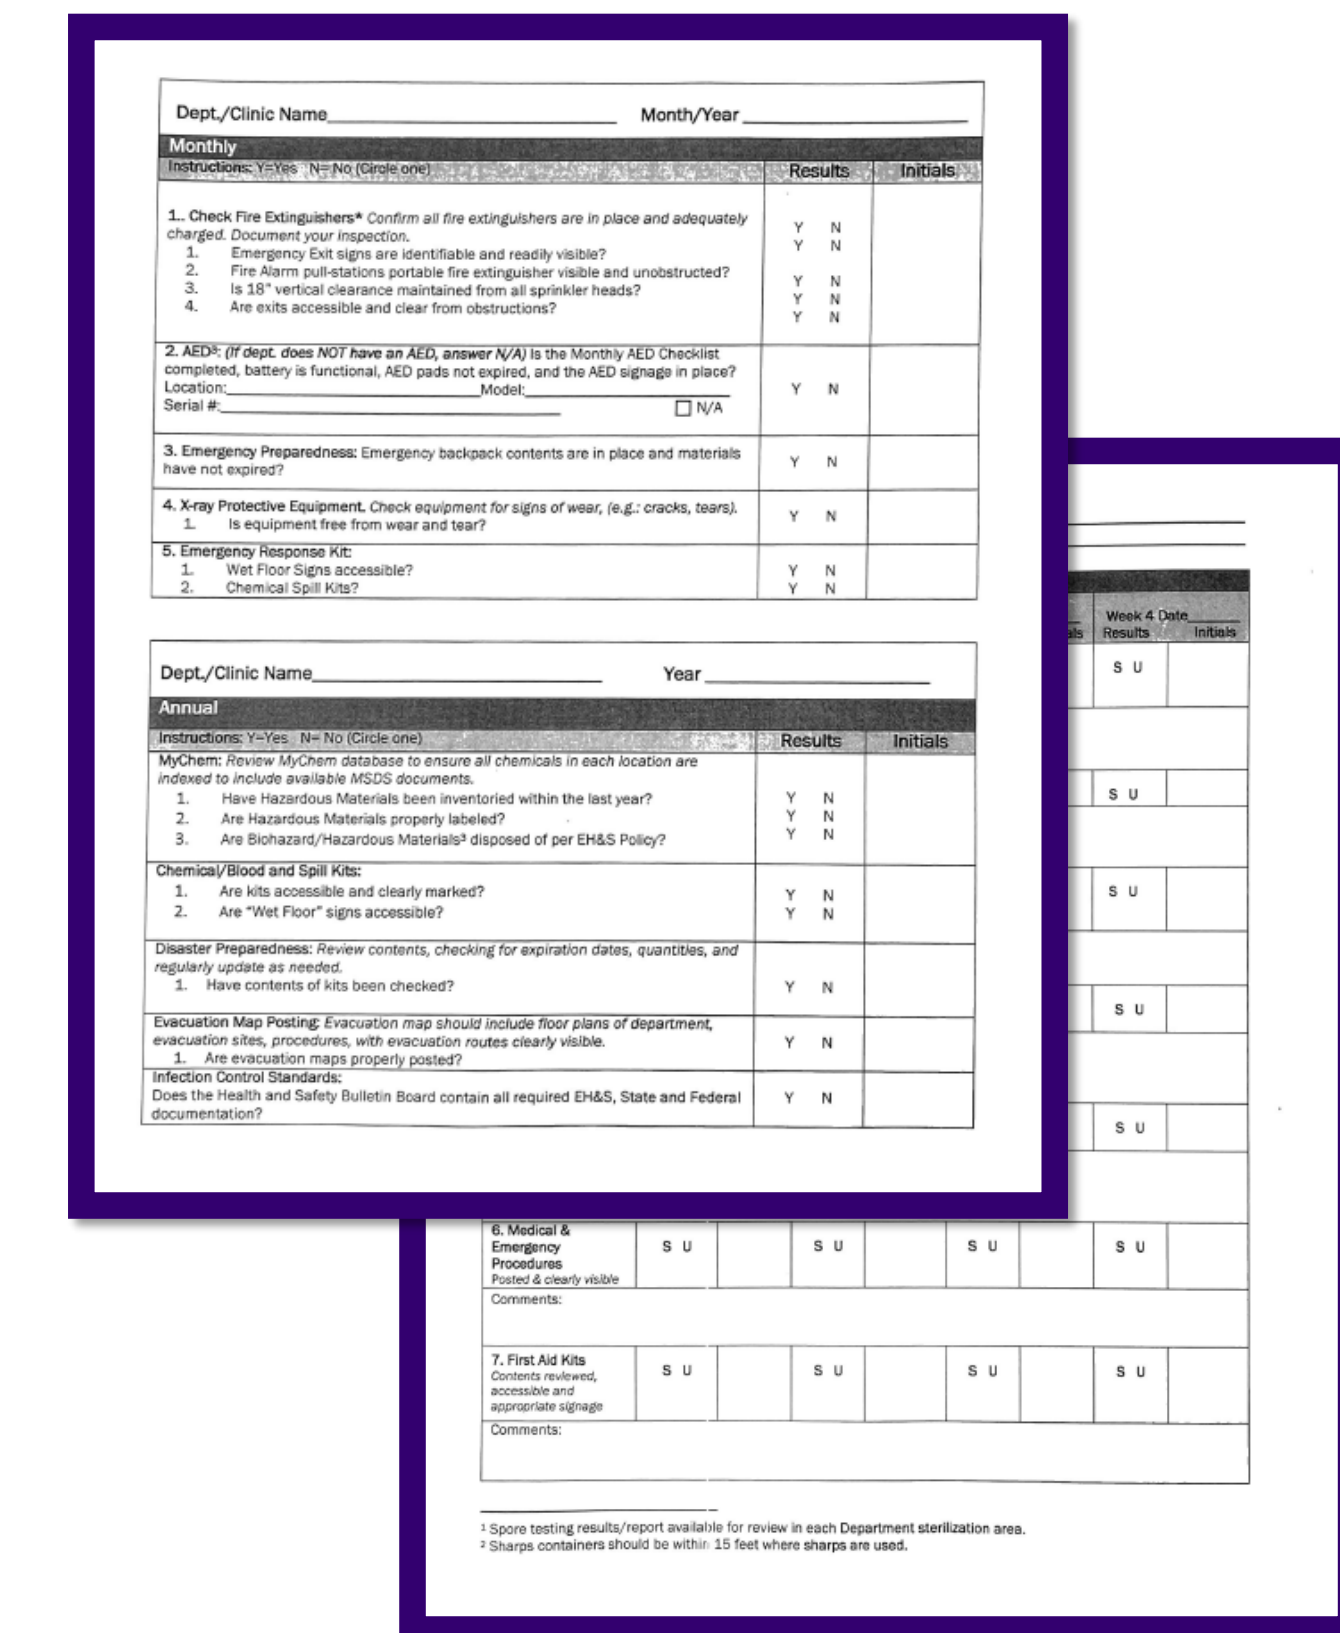 Dept./Clinic Name Month/Year
Monthly
Instructions: Y=Yes N= No (Circle one) Results Initials
1.. Check Fire Extinguishers* Confirm all fire extinguishers are in place and adequately
charged. Document your inspection.
Y N
Y N
1. Emergency Exit signs are identifiable and readily visible?
2. Fire Alarm pull-stations portable fire extinguisher visible and unobstructed? Y N
3. Is 18" vertical clearance maintained from all sprinkler heads? Y N
4. Are exits accessible and clear from obstructions? Y N
2. AED³: (If dept. does NOT have an AED, answer N/A) Is the Monthly AED Checklist
completed, battery is functional, AED pads not expired, and the AED signage in place?
Location: Model: Y N
Serial #: N/A
3. Emergency Preparedness: Emergency backpack contents are in place and materials
have not expired? Y N
4. X-ray Protective Equipment. Check equipment for signs of wear, (e.g.: cracks, tears).
1. Is equipment free from wear and tear? Y N
5. Emergency Response Kit:
1. Wet Floor Signs accessible? Y N
2. Chemical Spill Kits? Y N
Dept./Clinic Name Year
Annual
Instructions: Y=Yes N= No (Circle one) Results Initials
MyChem: Review MyChem database to ensure all chemicals in each location are
indexed to include available MSDS documents.
1. Have Hazardous Materials been inventoried within the last year? Y N
2. Are Hazardous Materials properly labeled? Y N
3. Are Biohazard/Hazardous Materials³ disposed of per EH&S Policy? Y N
Chemical/Blood and Spill Kits:
1. Are kits accessible and clearly marked? Y N
2. Are "Wet Floor" signs accessible? Y N
Disaster Preparedness: Review contents, checking for expiration dates, quantities, and
regularly update as needed.
1. Have contents of kits been checked? Y N
Evacuation Map Posting: Evacuation map should include floor plans of department,
evacuation sites, procedures, with evacuation routes clearly visible. Y N
1. Are evacuation maps properly posted?
Infection Control Standards:
Does the Health and Safety Bulletin Board contain all required EH&S, State and Federal Y N
documentation?
Week 4 Date
Results Initials
S U
S U
S U
S U
S U
6. Medical &
Emergency S U S U S U S U
Procedures
Posted & clearly visible
Comments:
7. First Aid Kits S U S U S U S U
Contents reviewed,
accessible and
appropriate signage
Comments:
¹ Spore testing results/report available for review in each Department sterilization area.
² Sharps containers should be within 15 feet where sharps are used.